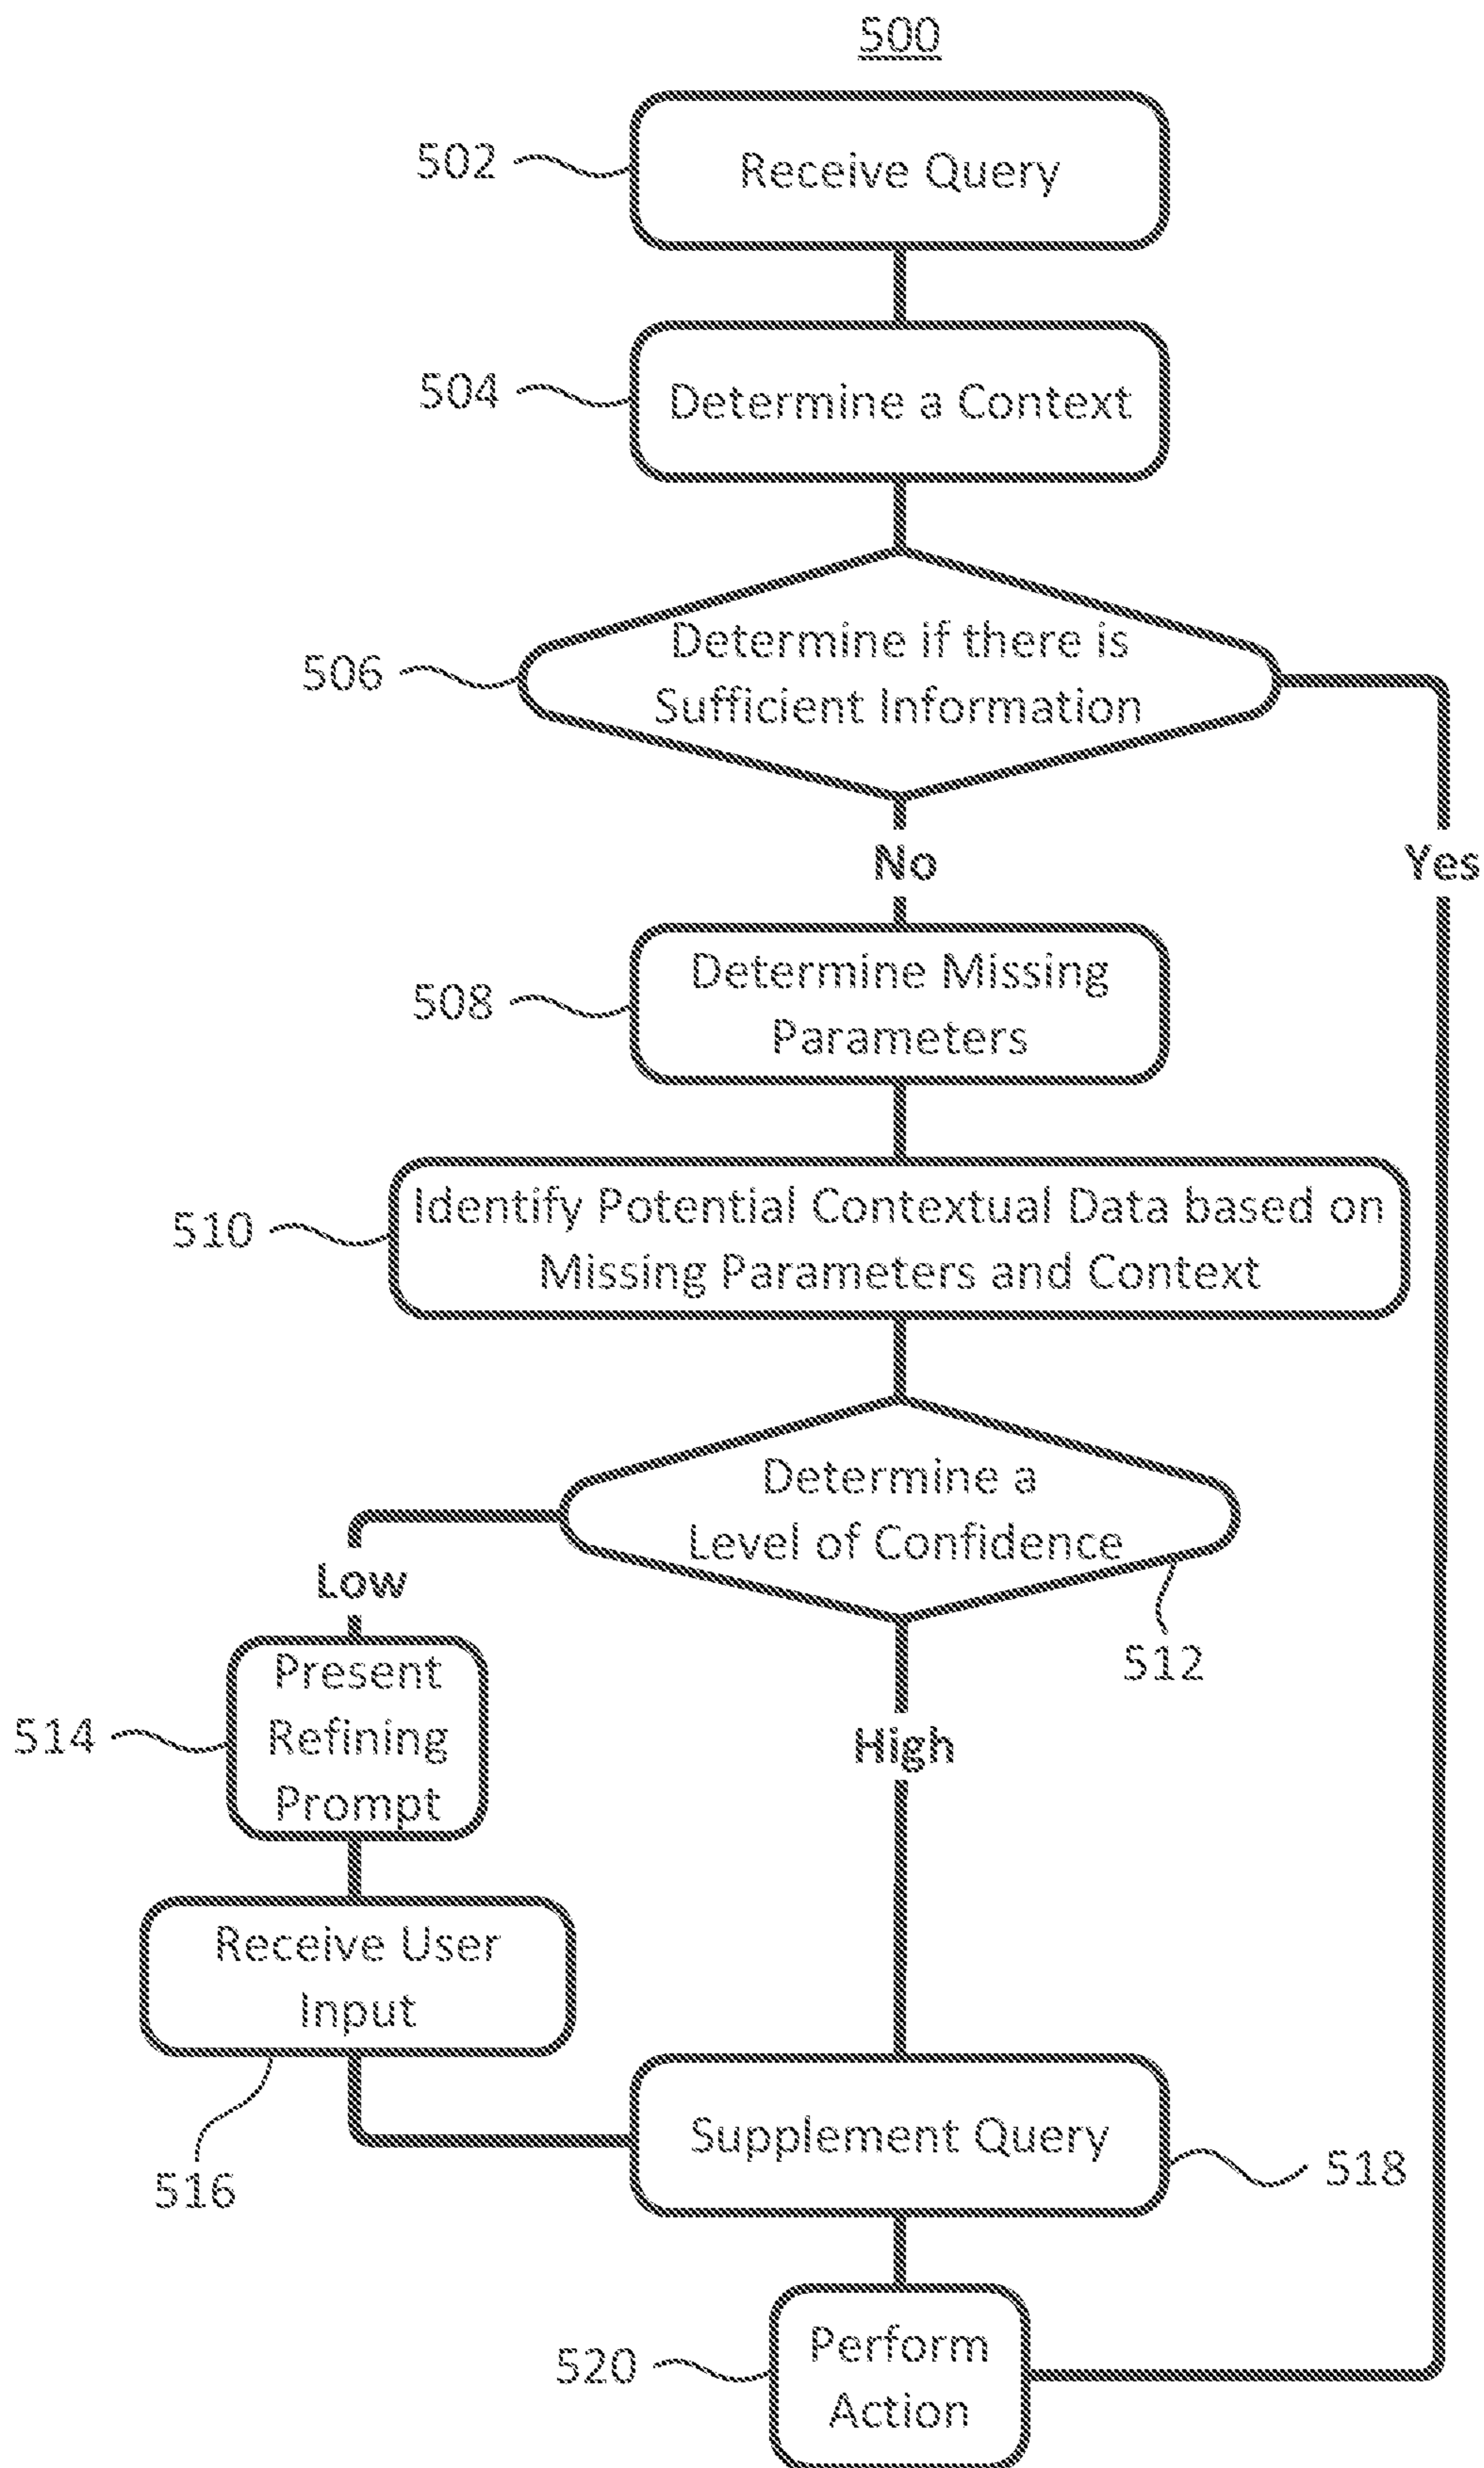 500
502
Receive Query
504
Determine a Context
506
Determine if there is
Sufficient Information
No
Yes
508
Determine Missing
Parameters
510
Identify Potential Contextual Data based on
Missing Parameters and Context
Determine a
Level of Confidence
512
Low
514
Present
Refining
Prompt
High
Receive User
Input
516
Supplement Query
518
520
Perform
Action